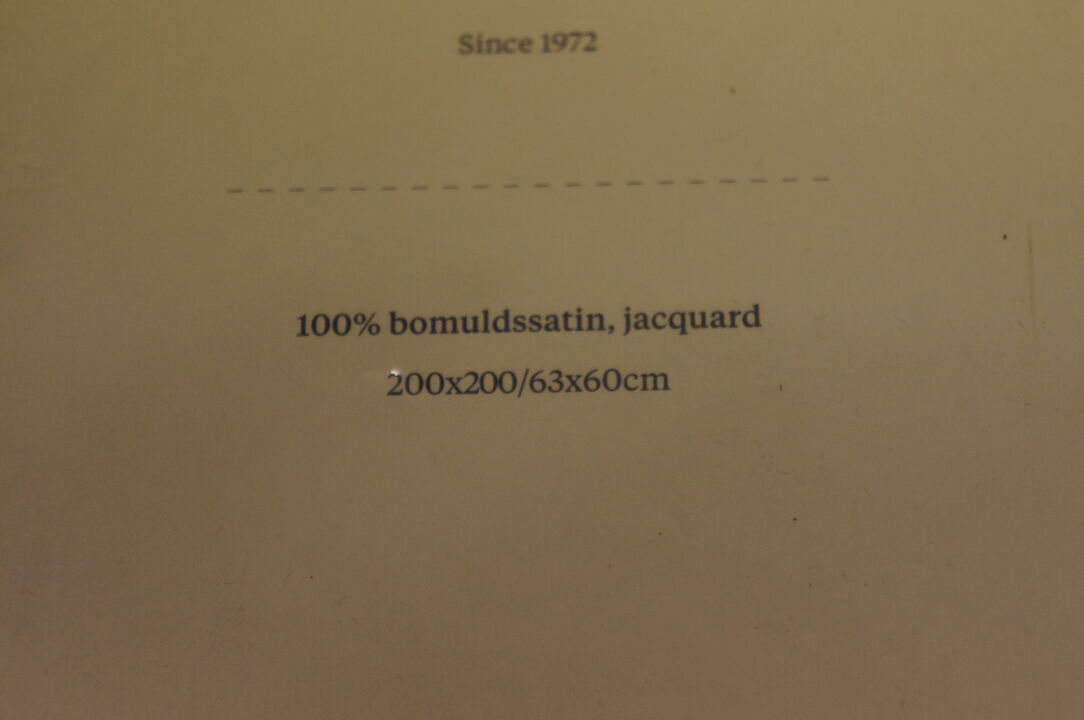 Since 1972
100% bomuldssatin, jacquard
200x200/63x60cm